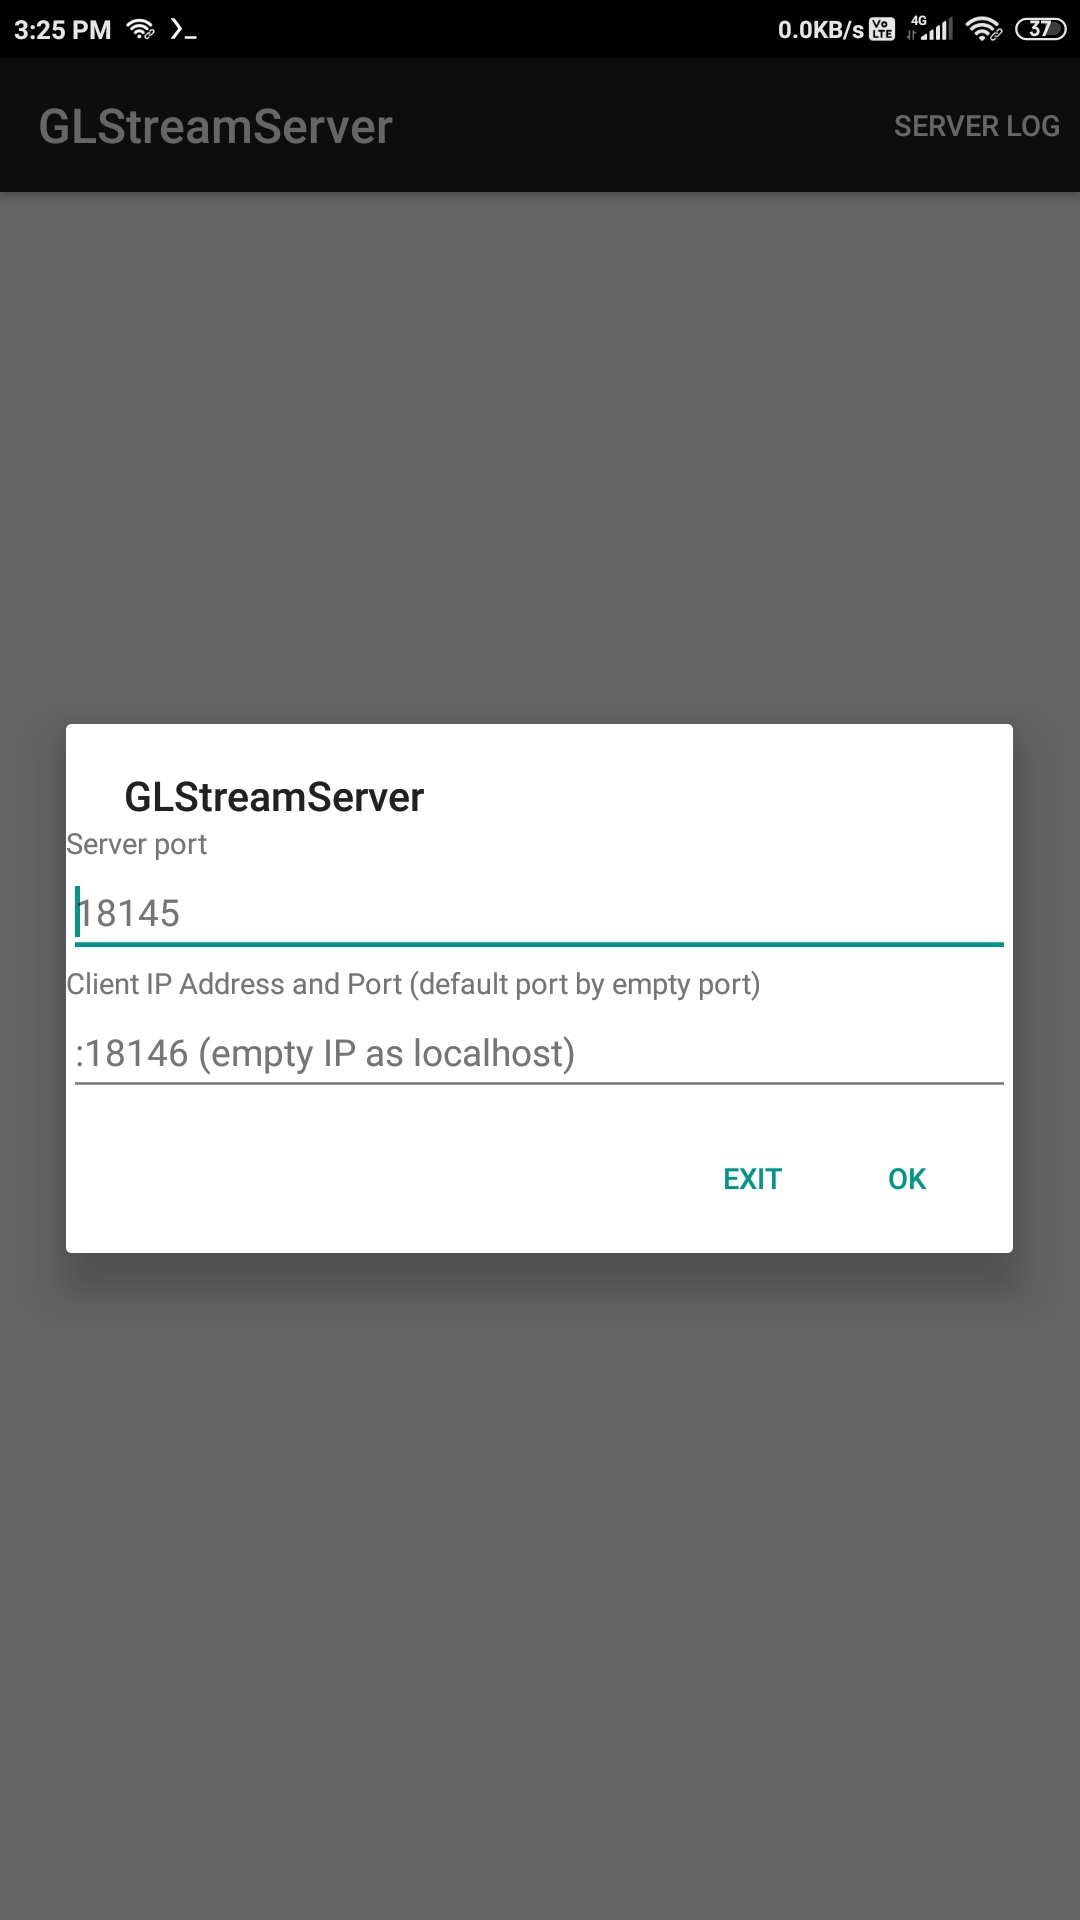 3:25 PM 0.0KB/s Vo LTE 4G 37
GLStreamServer SERVER LOG
GLStreamServer
Server port
18145
Client IP Address and Port (default port by empty port)
:18146 (empty IP as localhost)
EXIT OK